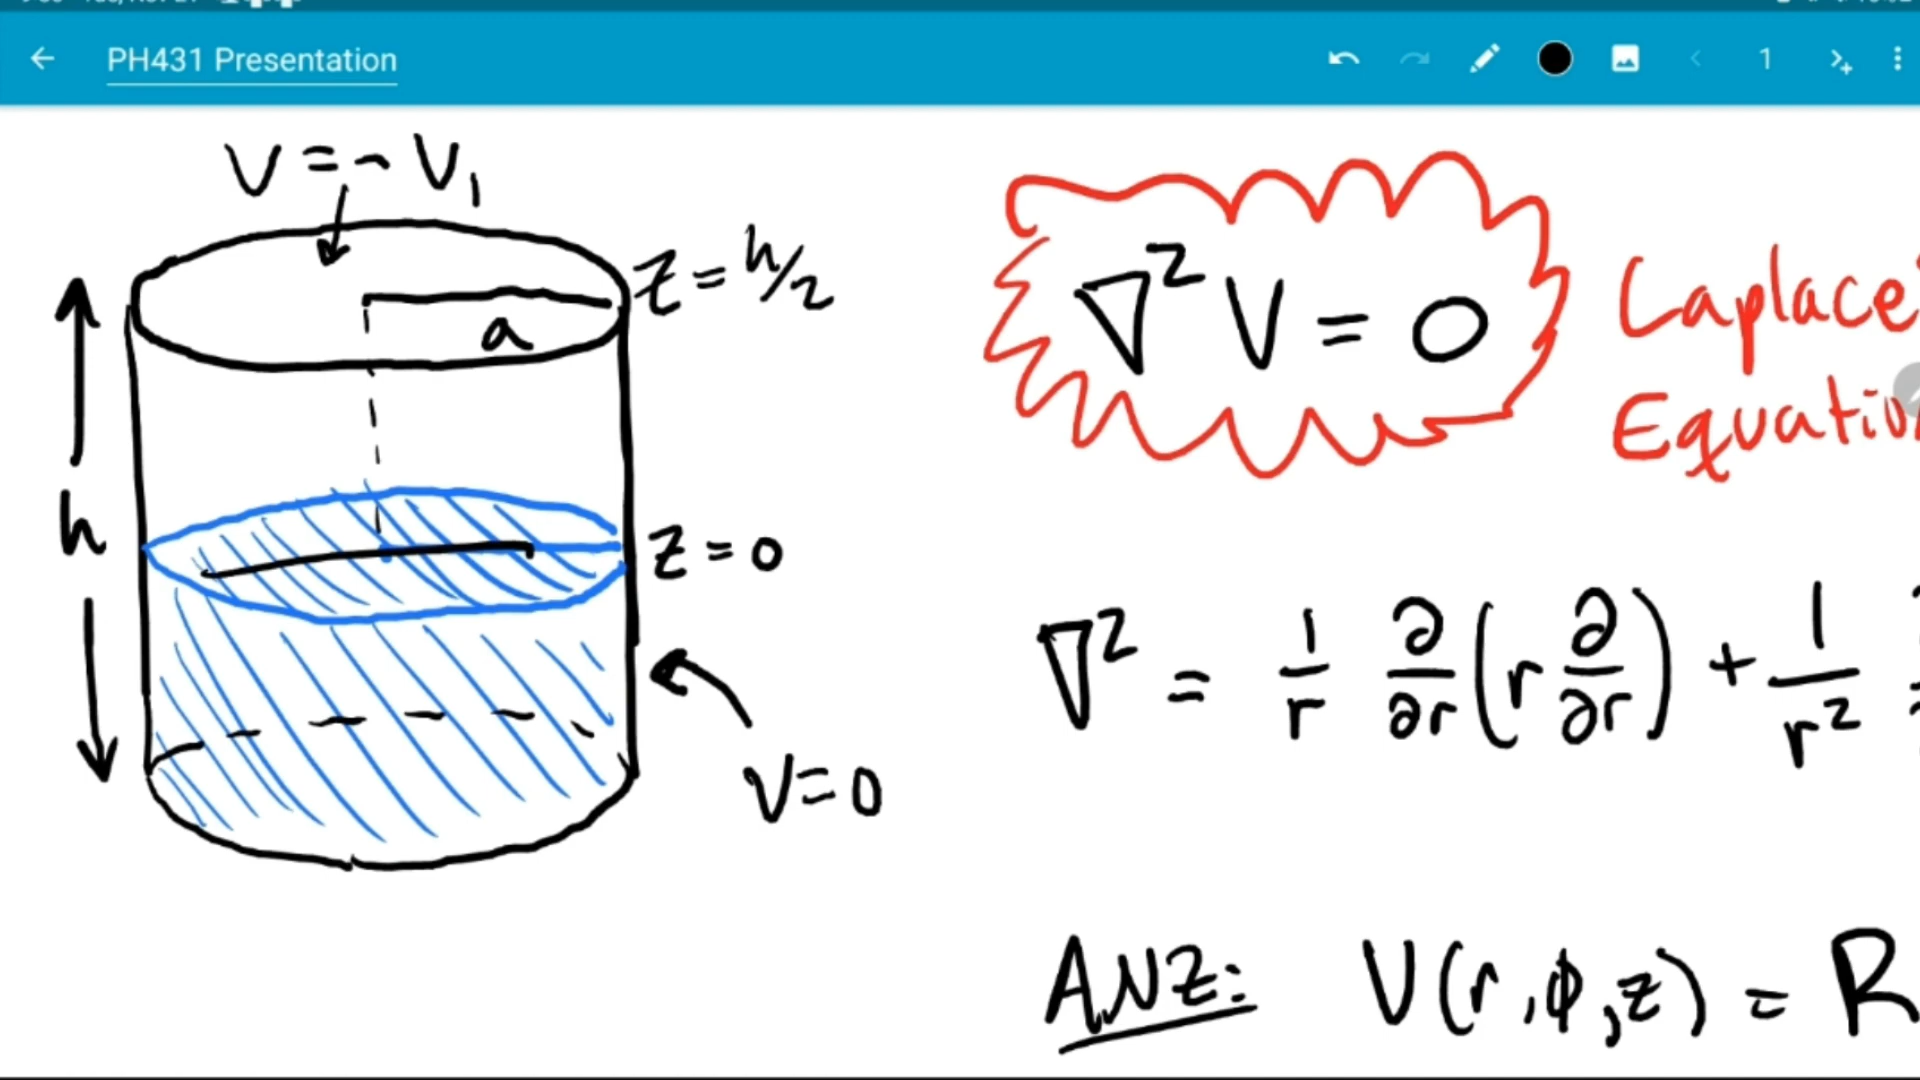 PH431 Presentation
1
V = - V₁
z = h/2
a
h
z = 0
V = 0
∇²V = 0
Laplace'
Equatio
∇² = 1/r ∂/∂r (r ∂/∂r) + 1/r²
ANZ: V(r,ϕ,z) = R